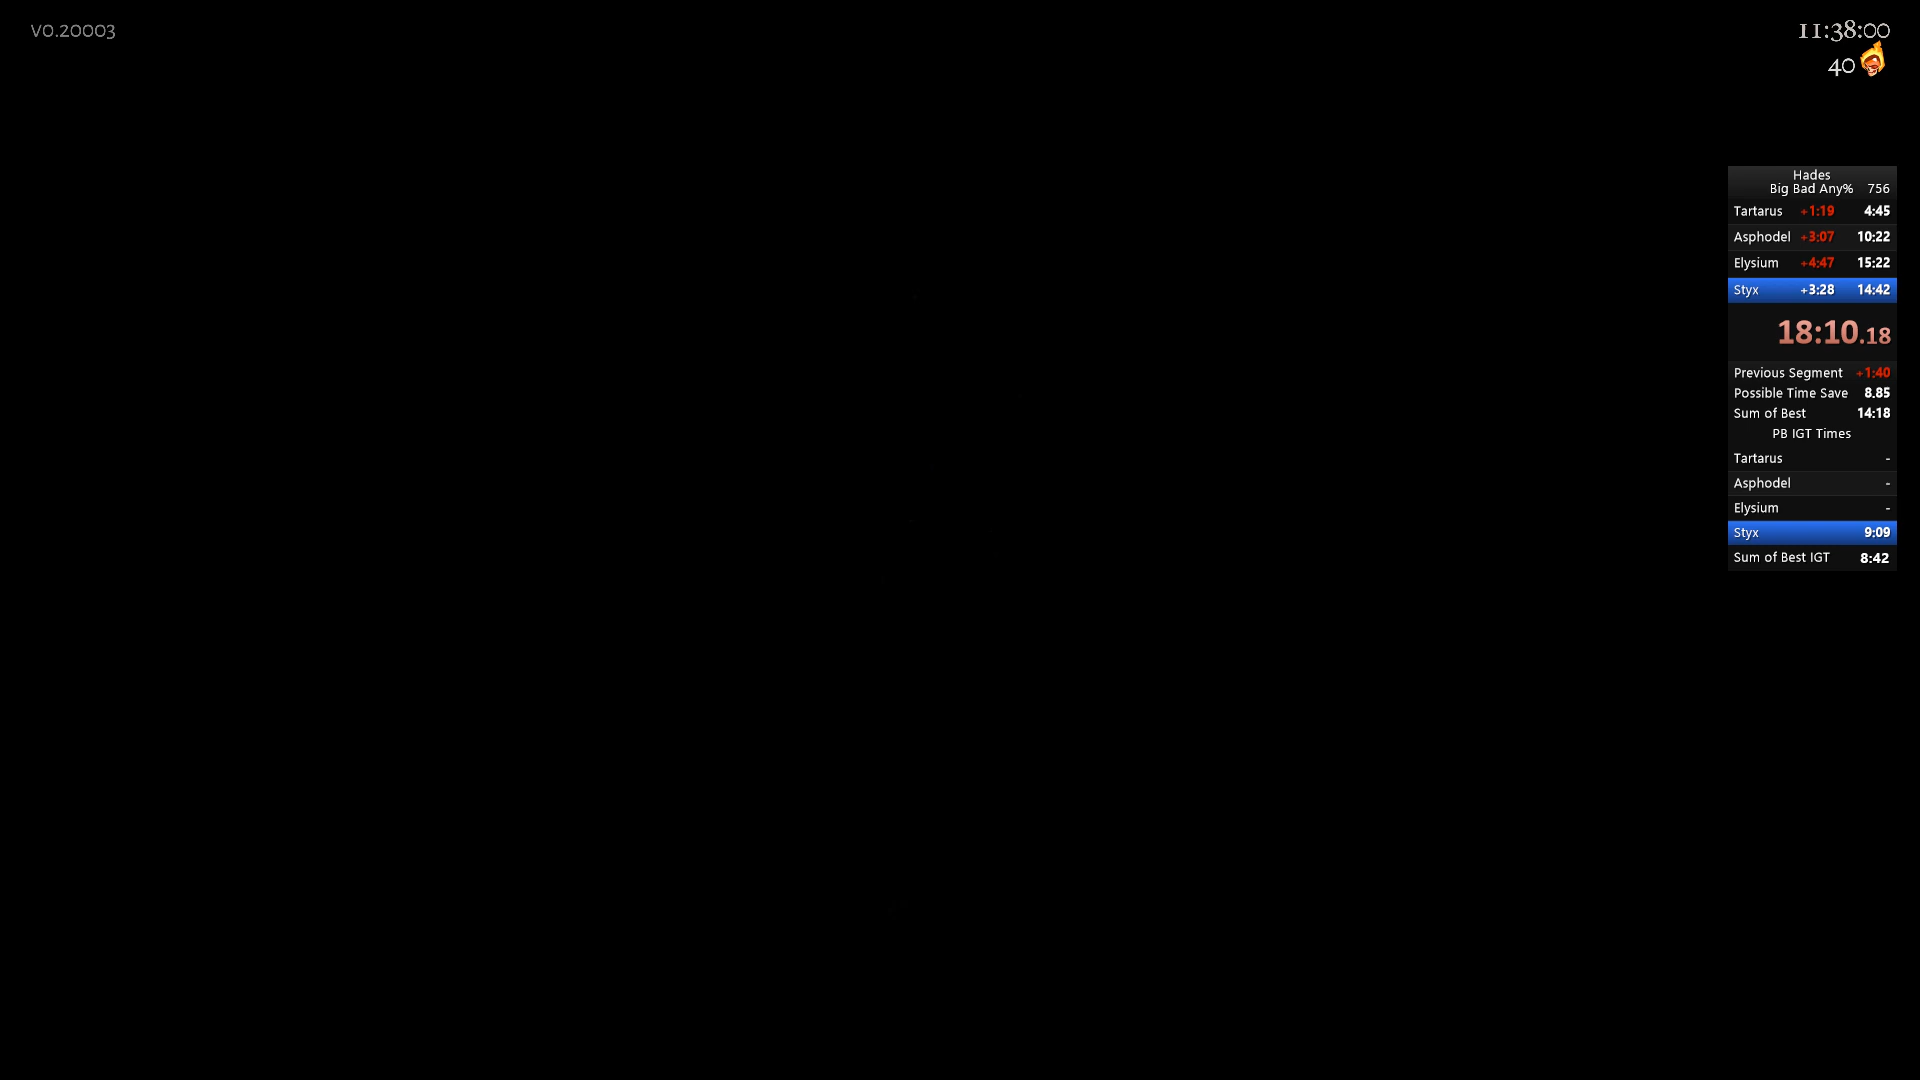 V0.20003
11:38:00
40
Hades
Big Bad Any% 756
Tartarus +1:19 4:45
Asphodel +3:07 10:22
Elysium +4:47 15:22
Styx +3:28 14:42
18:10.18
Previous Segment +1:40
Possible Time Save 8.85
Sum of Best 14:18
PB IGT Times
Tartarus -
Asphodel -
Elysium -
Styx 9:09
Sum of Best IGT 8:42